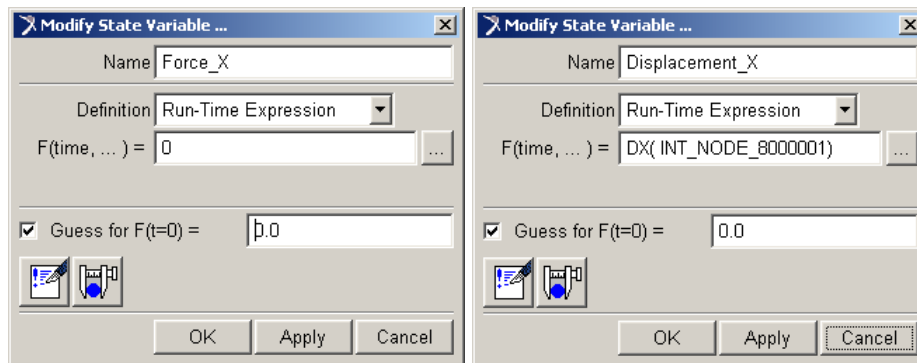 Modify State Variable ...
Name Force_X
Definition Run-Time Expression
F(time, ... ) = 0 ...
Guess for F(t=0) = 0.0
OK Apply Cancel
Modify State Variable ...
Name Displacement_X
Definition Run-Time Expression
F(time, ... ) = DX( INT_NODE_8000001) ...
Guess for F(t=0) = 0.0
OK Apply Cancel